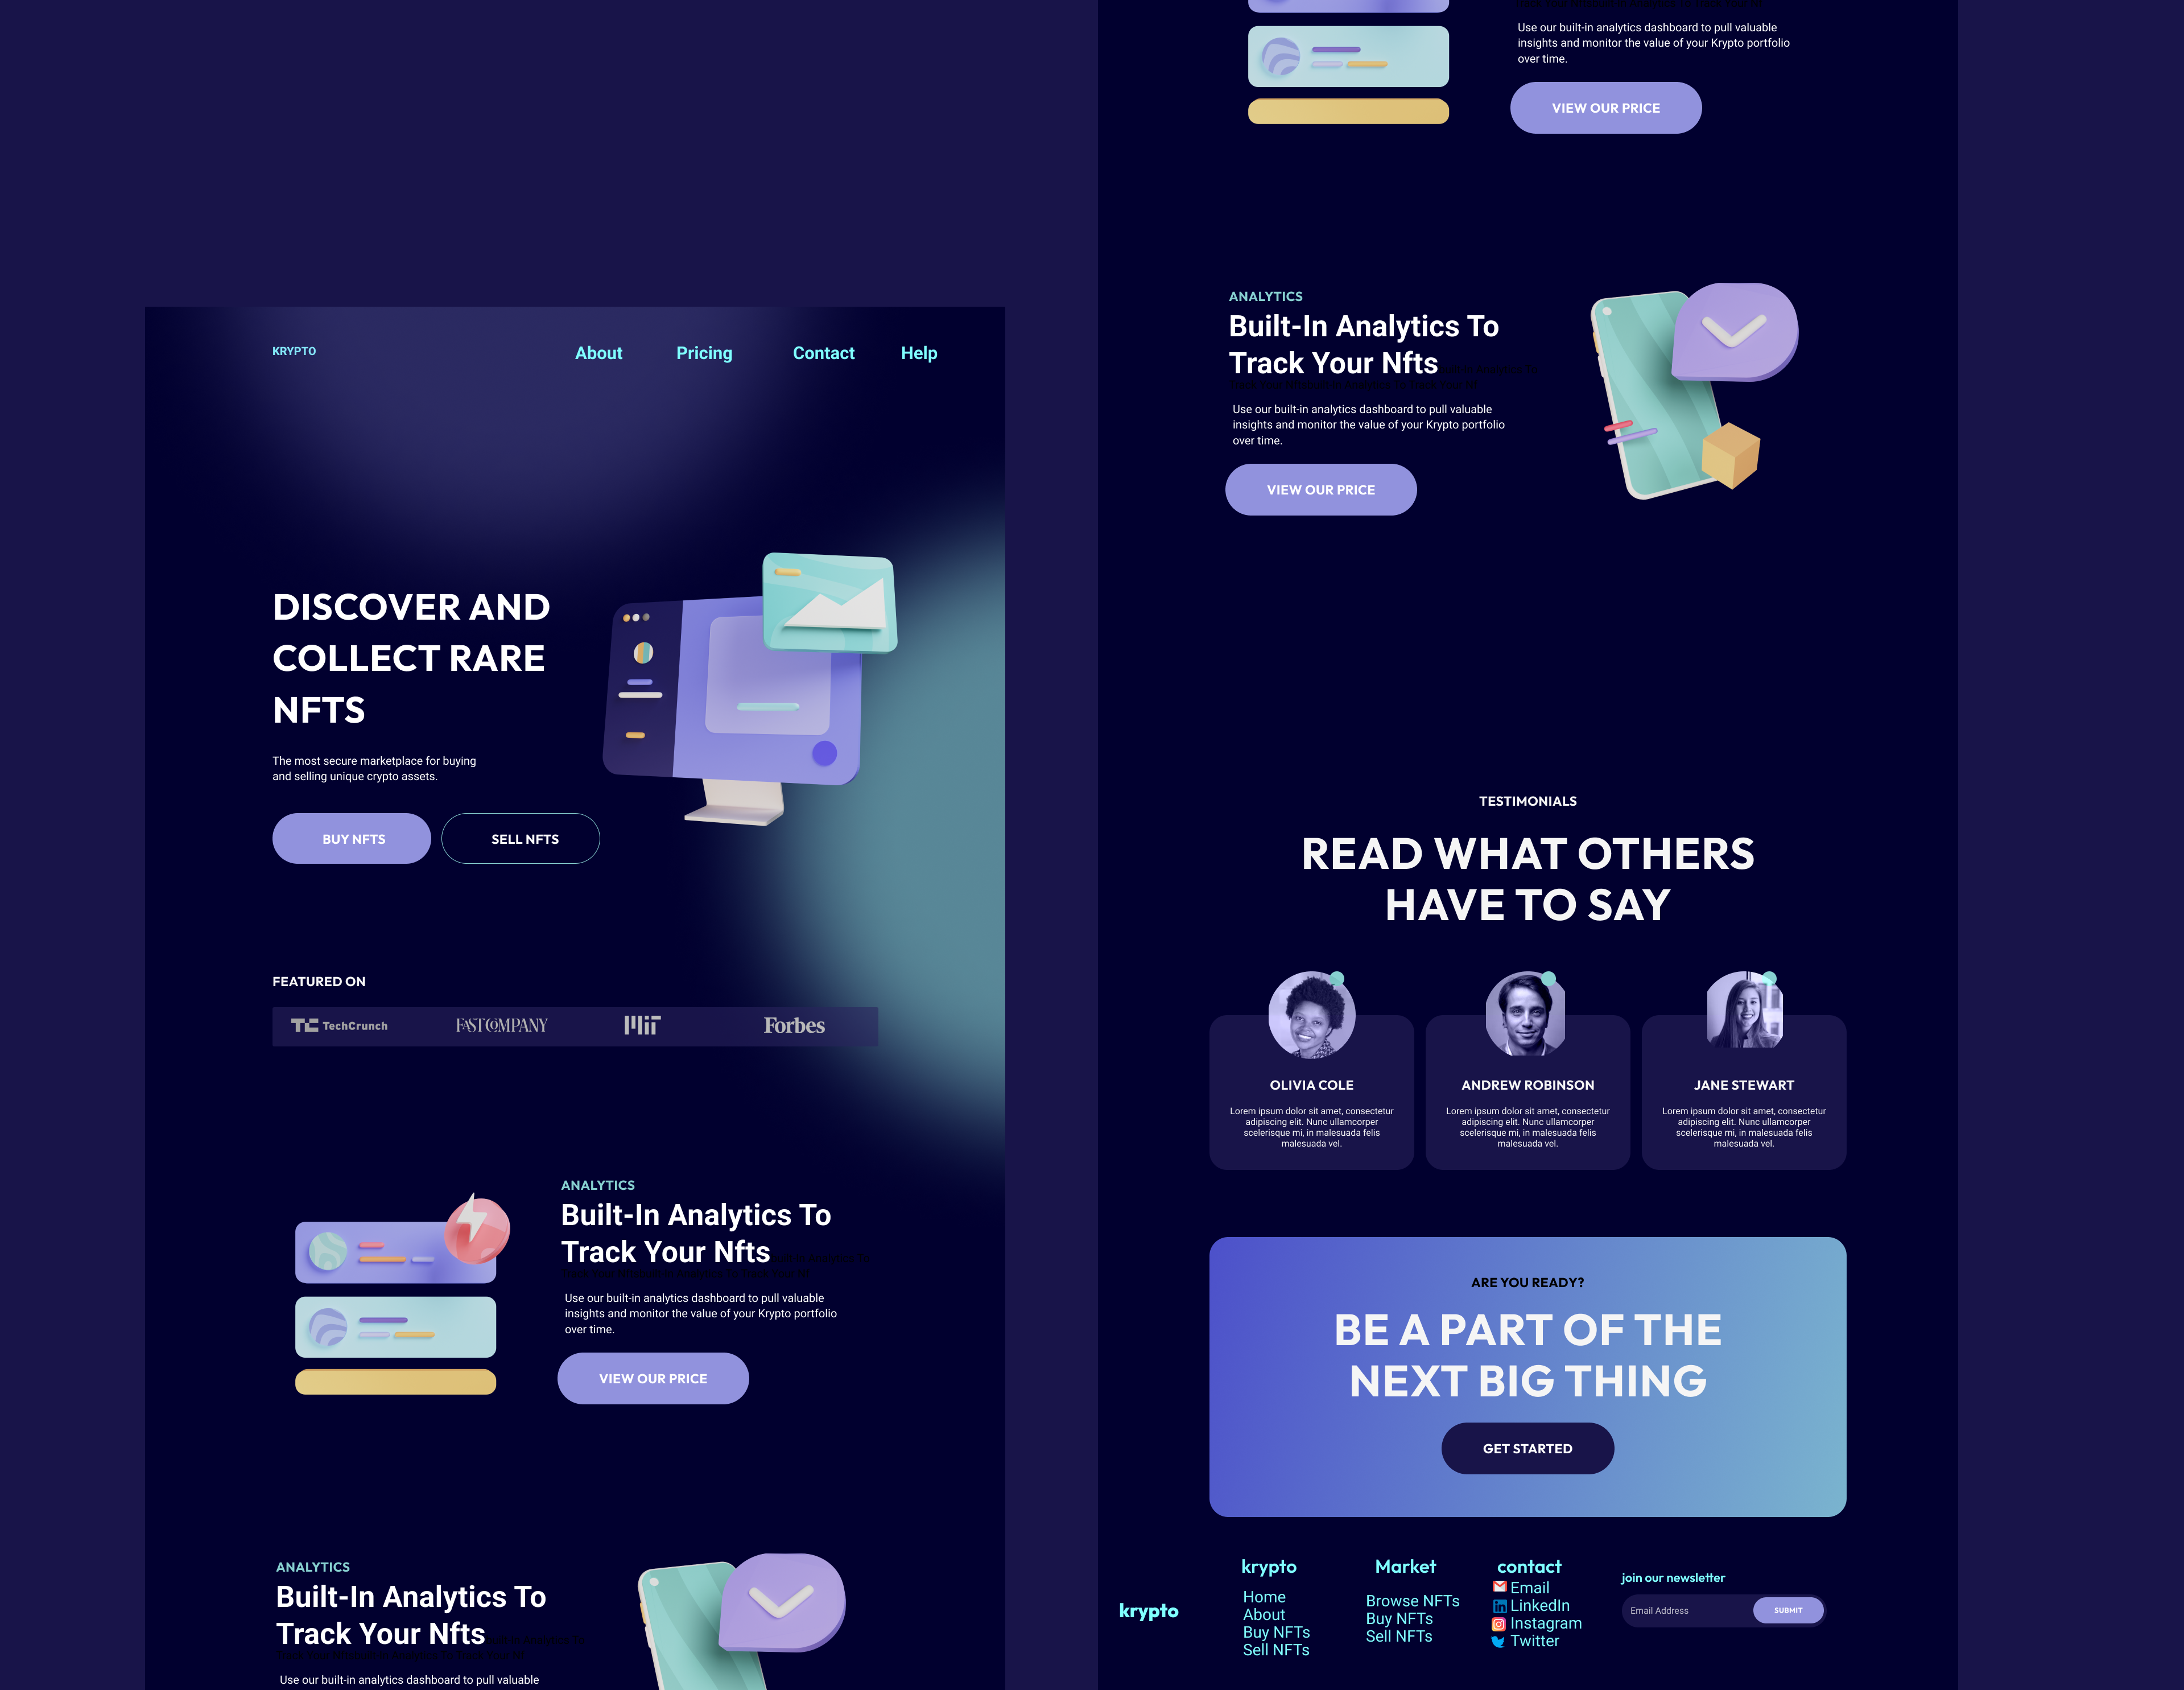 KRYPTO
About Pricing Contact Help
DISCOVER AND
COLLECT RARE
NFTS
The most secure marketplace for buying
and selling unique crypto assets.
BUY NFTS SELL NFTS
FEATURED ON
TechCrunch FAST COMPANY MIT Forbes
ANALYTICS
Built-In Analytics To
Track Your Nfts
Use our built-in analytics dashboard to pull valuable
insights and monitor the value of your Krypto portfolio
over time.
VIEW OUR PRICE
ANALYTICS
Built-In Analytics To
Track Your Nfts
Use our built-in analytics dashboard to pull valuable
Use our built-in analytics dashboard to pull valuable
insights and monitor the value of your Krypto portfolio
over time.
VIEW OUR PRICE
ANALYTICS
Built-In Analytics To
Track Your Nfts
Use our built-in analytics dashboard to pull valuable
insights and monitor the value of your Krypto portfolio
over time.
VIEW OUR PRICE
TESTIMONIALS
READ WHAT OTHERS
HAVE TO SAY
OLIVIA COLE
Lorem ipsum dolor sit amet, consectetur
adipiscing elit. Nunc ullamcorper
scelerisque mi, in malesuada felis
malesuada vel.
ANDREW ROBINSON
Lorem ipsum dolor sit amet, consectetur
adipiscing elit. Nunc ullamcorper
scelerisque mi, in malesuada felis
malesuada vel.
JANE STEWART
Lorem ipsum dolor sit amet, consectetur
adipiscing elit. Nunc ullamcorper
scelerisque mi, in malesuada felis
malesuada vel.
ARE YOU READY?
BE A PART OF THE
NEXT BIG THING
GET STARTED
krypto
krypto
Home
About
Buy NFTs
Sell NFTs
Market
Browse NFTs
Buy NFTs
Sell NFTs
contact
Email
LinkedIn
Instagram
Twitter
join our newsletter
Email Address SUBMIT